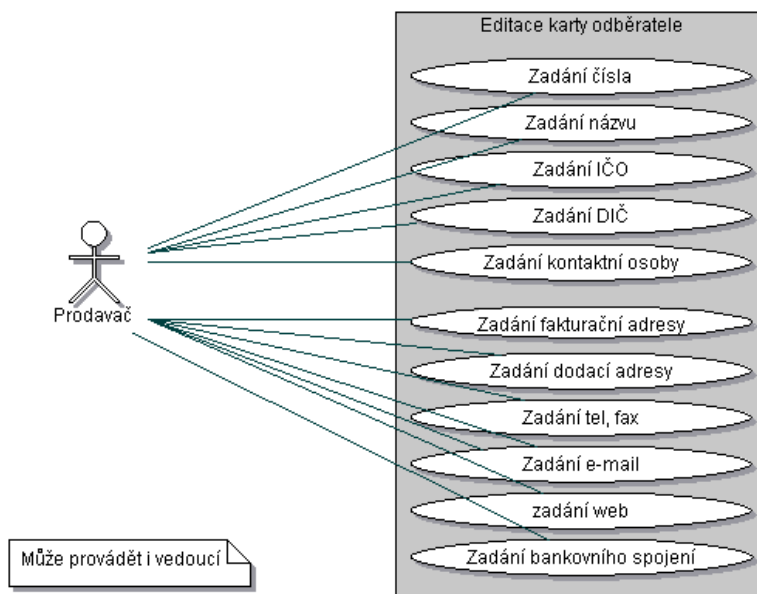 Editace karty odběratele
Zadání čísla
Zadání názvu
Zadání IČO
Zadání DIČ
Zadání kontaktní osoby
Prodavač
Zadání fakturační adresy
Zadání dodací adresy
Zadání tel, fax
Zadání e-mail
zadání web
Zadání bankovního spojení
Může provádět i vedoucí